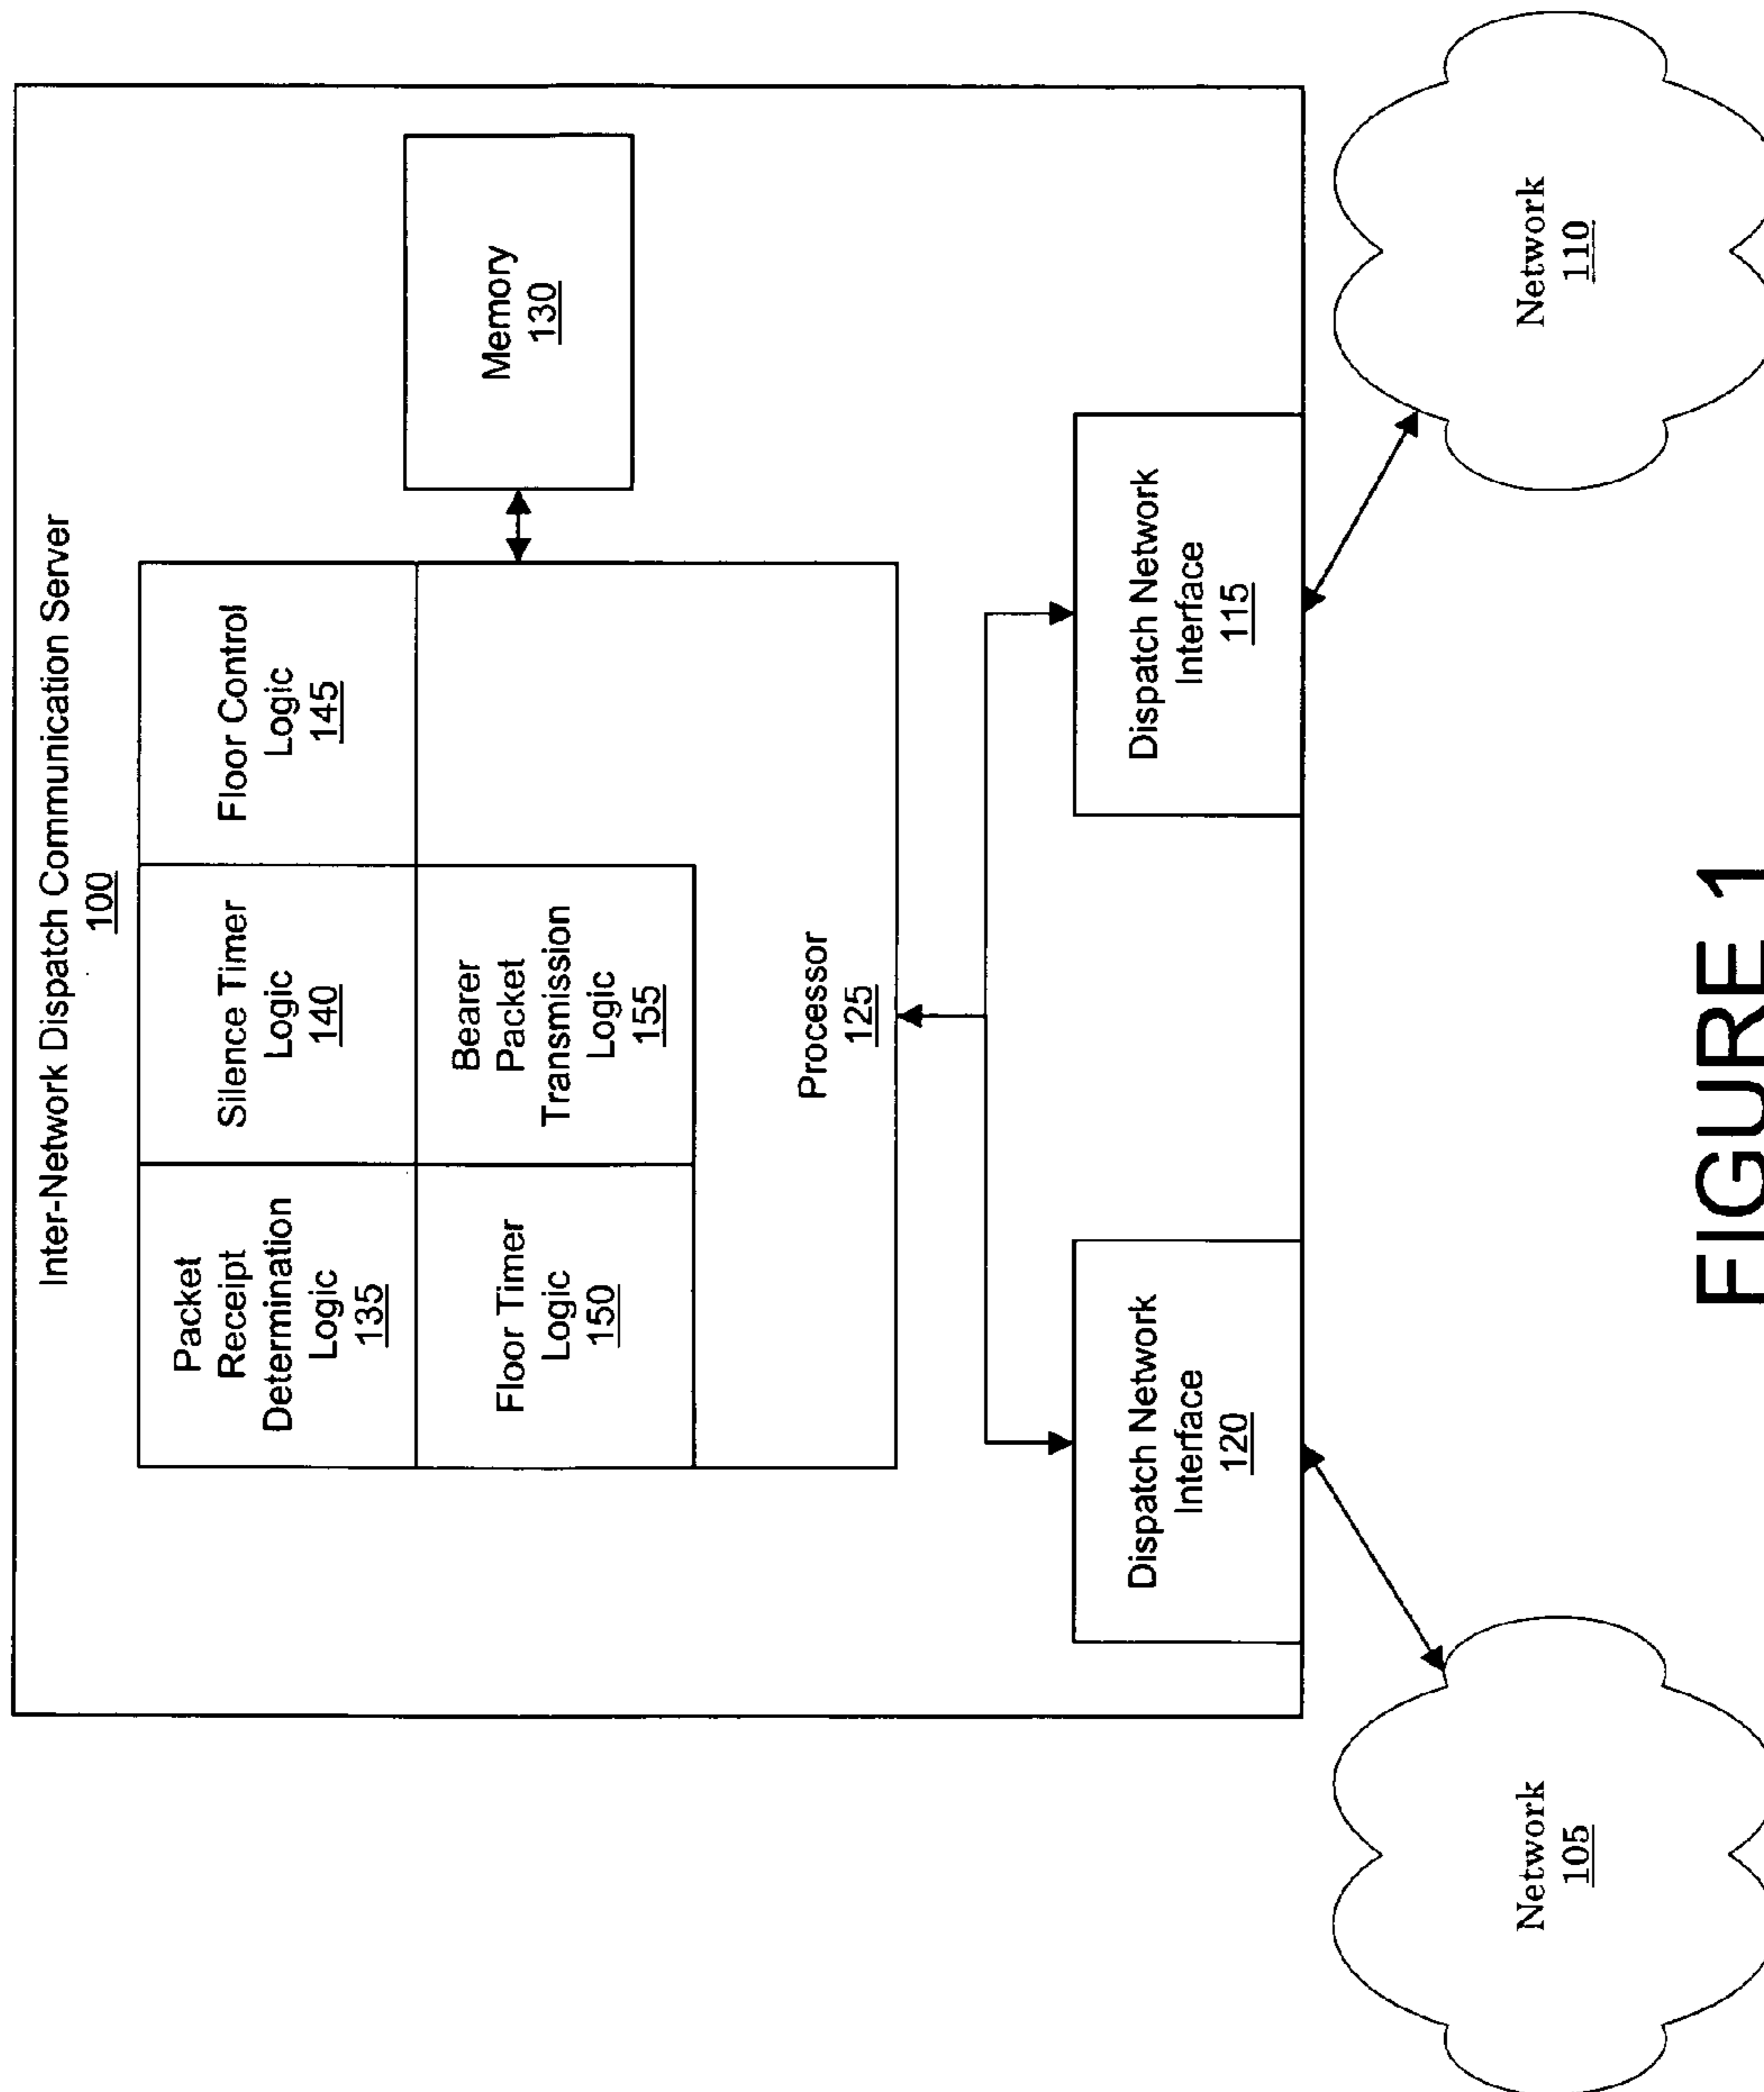 Inter-Network Dispatch Communication Server
100
Packet
Receipt
Determination
Logic
135
Silence Timer
Logic
140
Floor Control
Logic
145
Floor Timer
Logic
150
Bearer
Packet
Transmission
Logic
155
Processor
125
Memory
130
Dispatch Network
Interface
120
Dispatch Network
Interface
115
Network
105
Network
110
FIGURE 1